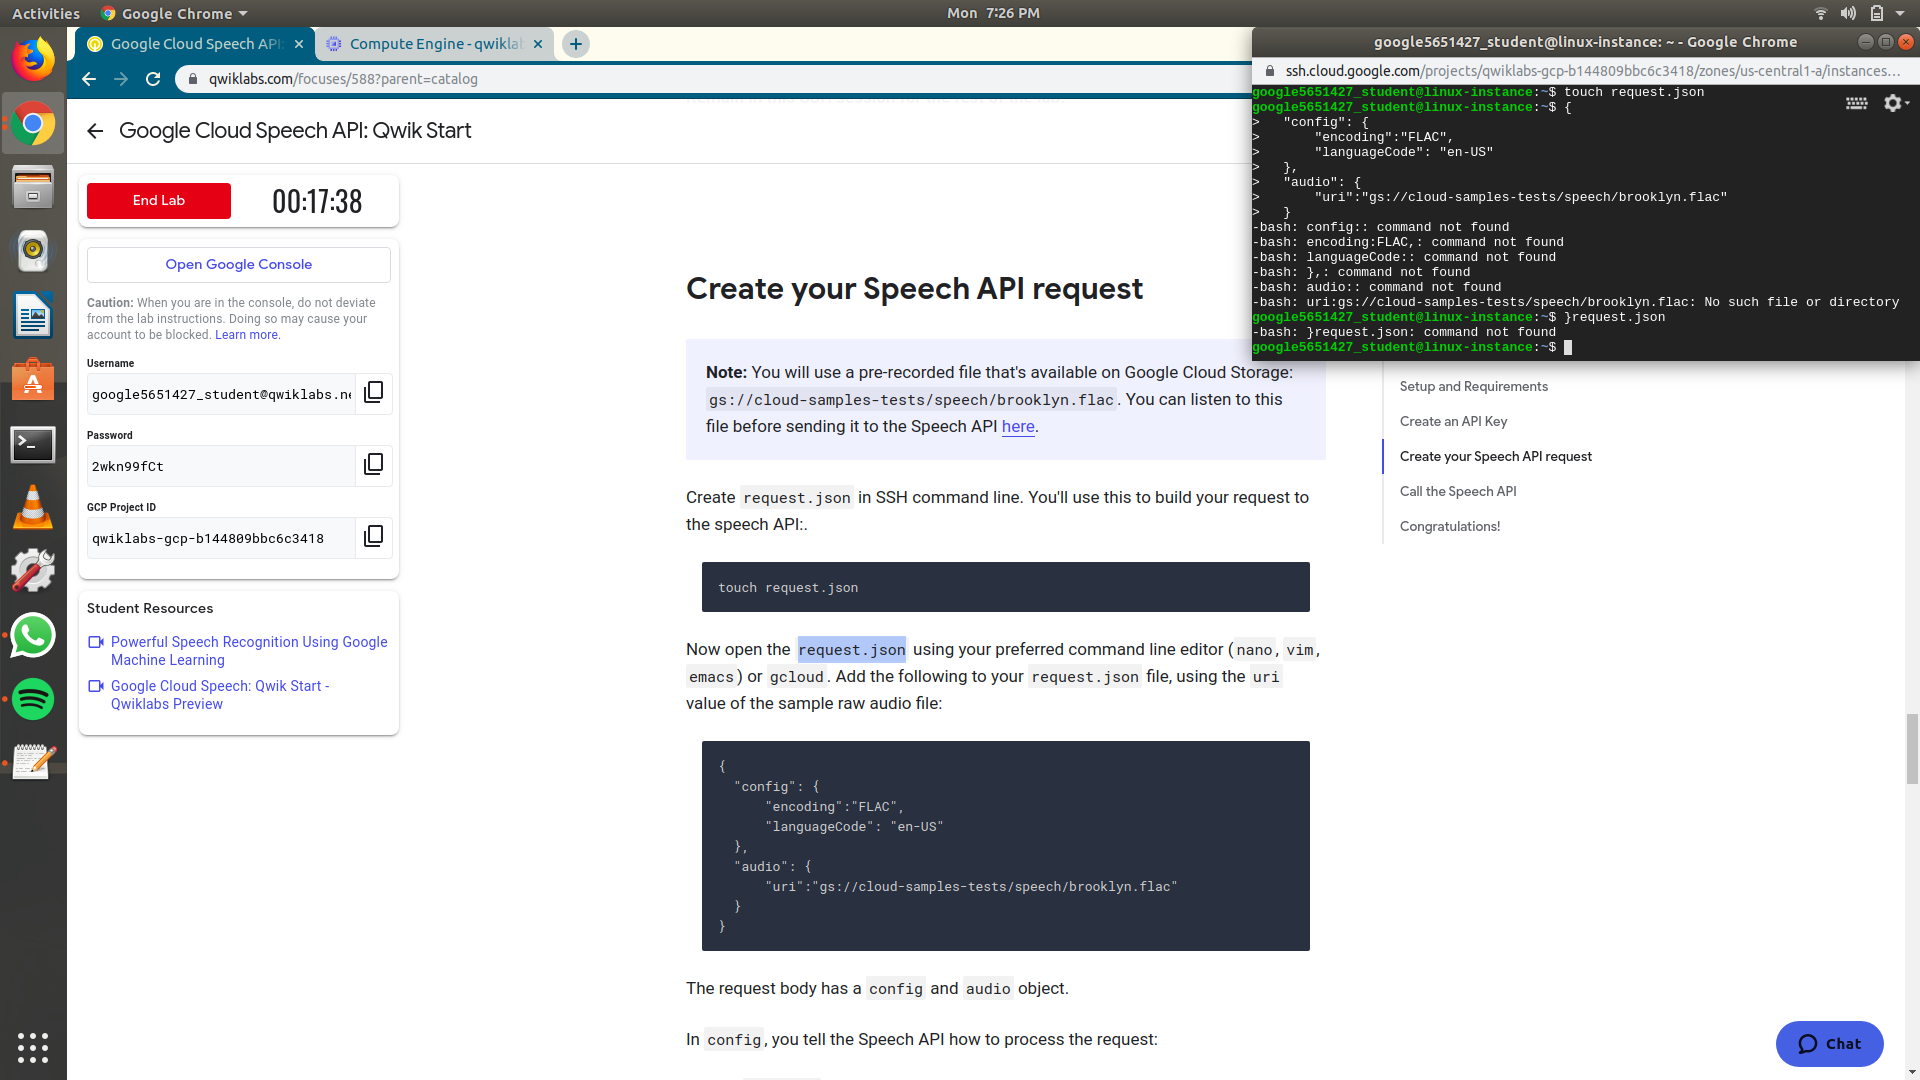 Activities
Google Chrome
Mon 7:26 PM
Google Cloud Speech API:
Compute Engine - qwikla
qwiklabs.com/focuses/588?parent=catalog
Google Cloud Speech API: Qwik Start
End Lab
00:17:38
Open Google Console
Caution: When you are in the console, do not deviate
from the lab instructions. Doing so may cause your
account to be blocked. Learn more.
Username
google5651427_student@qwiklabs.ne
Password
2wkn99fCt
GCP Project ID
qwiklabs-gcp-b144809bbc6c3418
Student Resources
Powerful Speech Recognition Using Google
Machine Learning
Google Cloud Speech: Qwik Start -
Qwiklabs Preview
Create your Speech API request
Note: You will use a pre-recorded file that's available on Google Cloud Storage:
gs://cloud-samples-tests/speech/brooklyn.flac. You can listen to this
file before sending it to the Speech API here.
Create request.json in SSH command line. You'll use this to build your request to
the speech API:.
touch request.json
Now open the request.json using your preferred command line editor (nano, vim,
emacs) or gcloud. Add the following to your request.json file, using the uri
value of the sample raw audio file:
{
"config": {
"encoding":"FLAC",
"languageCode": "en-US"
},
"audio": {
"uri":"gs://cloud-samples-tests/speech/brooklyn.flac"
}
}
The request body has a config and audio object.
In config, you tell the Speech API how to process the request:
google5651427_student@linux-instance: ~ - Google Chrome
ssh.cloud.google.com/projects/qwiklabs-gcp-b144809bbc6c3418/zones/us-central1-a/instances...
google5651427_student@linux-instance:~$ touch request.json
google5651427_student@linux-instance:~$ {
>   "config": {
>       "encoding":"FLAC",
>       "languageCode": "en-US"
>   },
>   "audio": {
>       "uri":"gs://cloud-samples-tests/speech/brooklyn.flac"
>   }
-bash: config:: command not found
-bash: encoding:FLAC,: command not found
-bash: languageCode:: command not found
-bash: },: command not found
-bash: audio:: command not found
-bash: uri:gs://cloud-samples-tests/speech/brooklyn.flac: No such file or directory
google5651427_student@linux-instance:~$ }request.json
-bash: }request.json: command not found
google5651427_student@linux-instance:~$
Setup and Requirements
Create an API Key
Create your Speech API request
Call the Speech API
Congratulations!
Chat